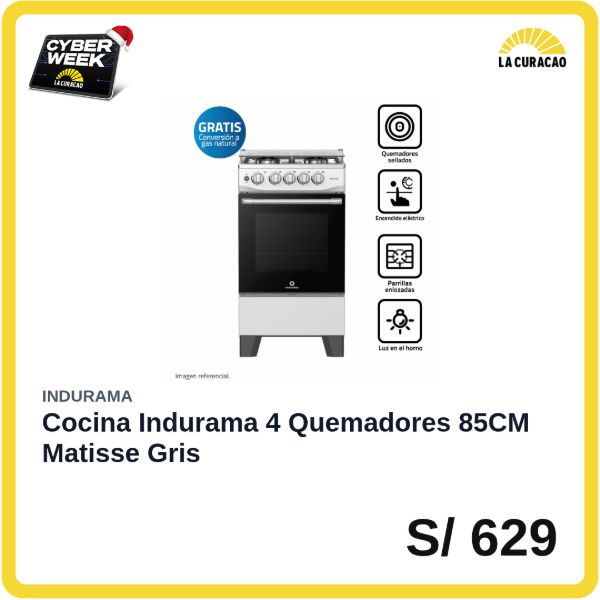 CYBER
WEEK
LA CURACAO
LA CURACAO
GRATIS
Conversión a
gas natural
Quemadores
sellados
Encendido eléctrico
Parrillas
enlozadas
Luz en el horno
Imagen referencial.
INDURAMA
Cocina Indurama 4 Quemadores 85CM
Matisse Gris
S/ 629